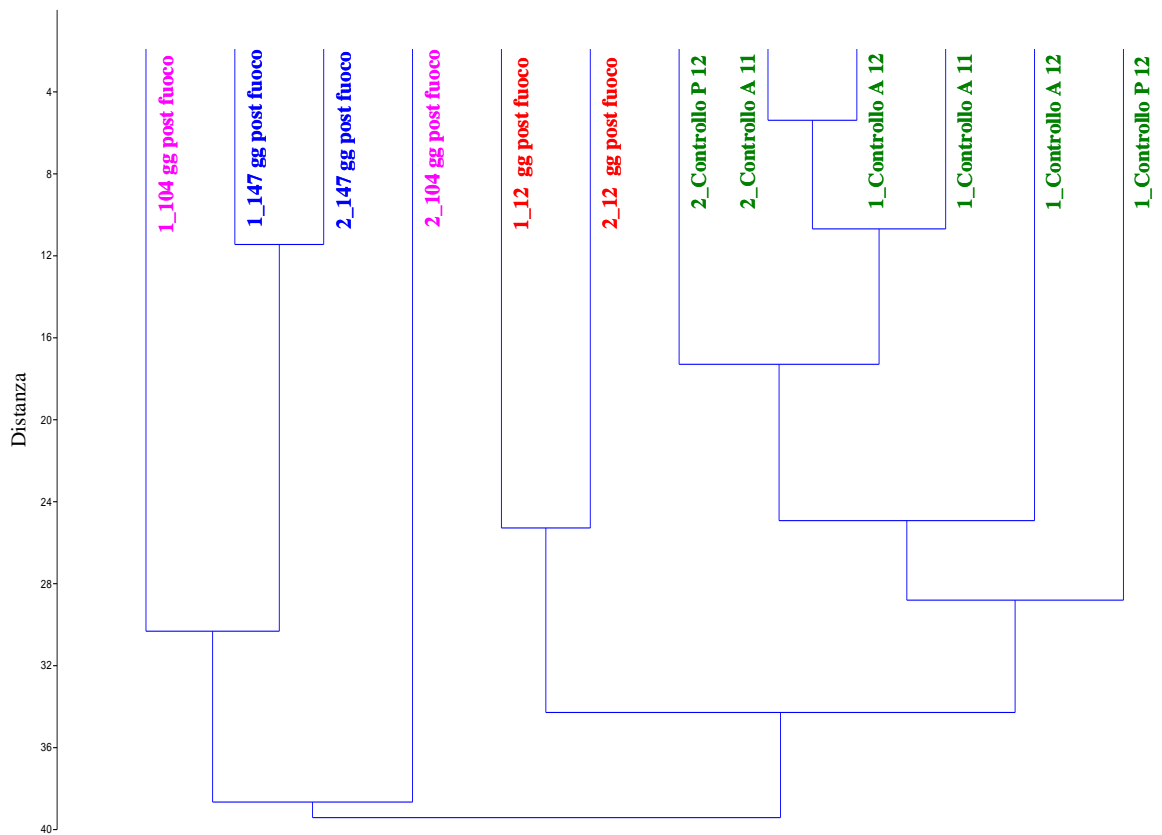 1_104 gg post fuoco
1_147 gg post fuoco
2_147 gg post fuoco
2_104 gg post fuoco
1_12 gg post fuoco
2_12 gg post fuoco
2_Controllo P 12
2_Controllo A 11
1_Controllo A 12
1_Controllo A 11
1_Controllo A 12
1_Controllo P 12
4
8
12
16
20
24
28
32
36
40
Distanza